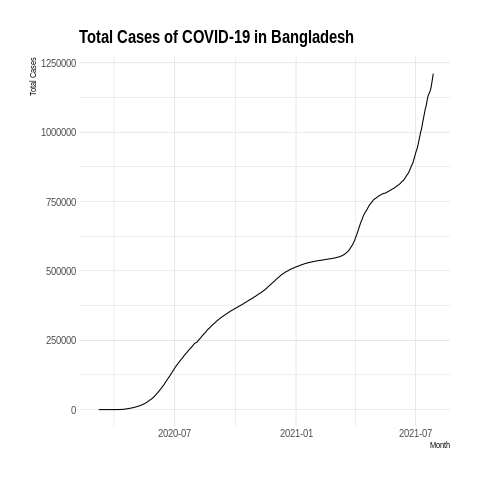 Total Cases of COVID-19 in Bangladesh
Total Cases
1250000
1000000
750000
500000
250000
0
2020-07 2021-01 2021-07
Month